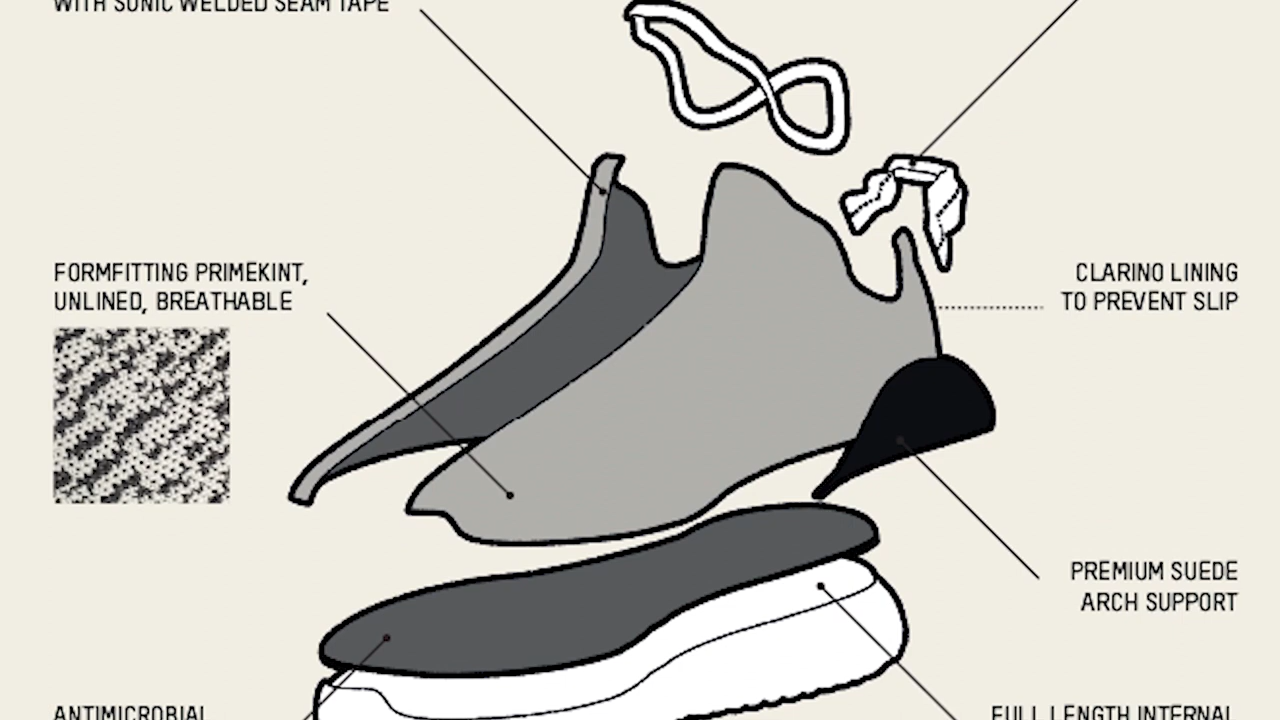 WITH SONIC WELDED SEAM TAPE
FORMFITTING PRIMEKINT,
UNLINED, BREATHABLE
CLARINO LINING
TO PREVENT SLIP
PREMIUM SUEDE
ARCH SUPPORT
ANTIMICROBIAL
FULL LENGTH INTERNAL